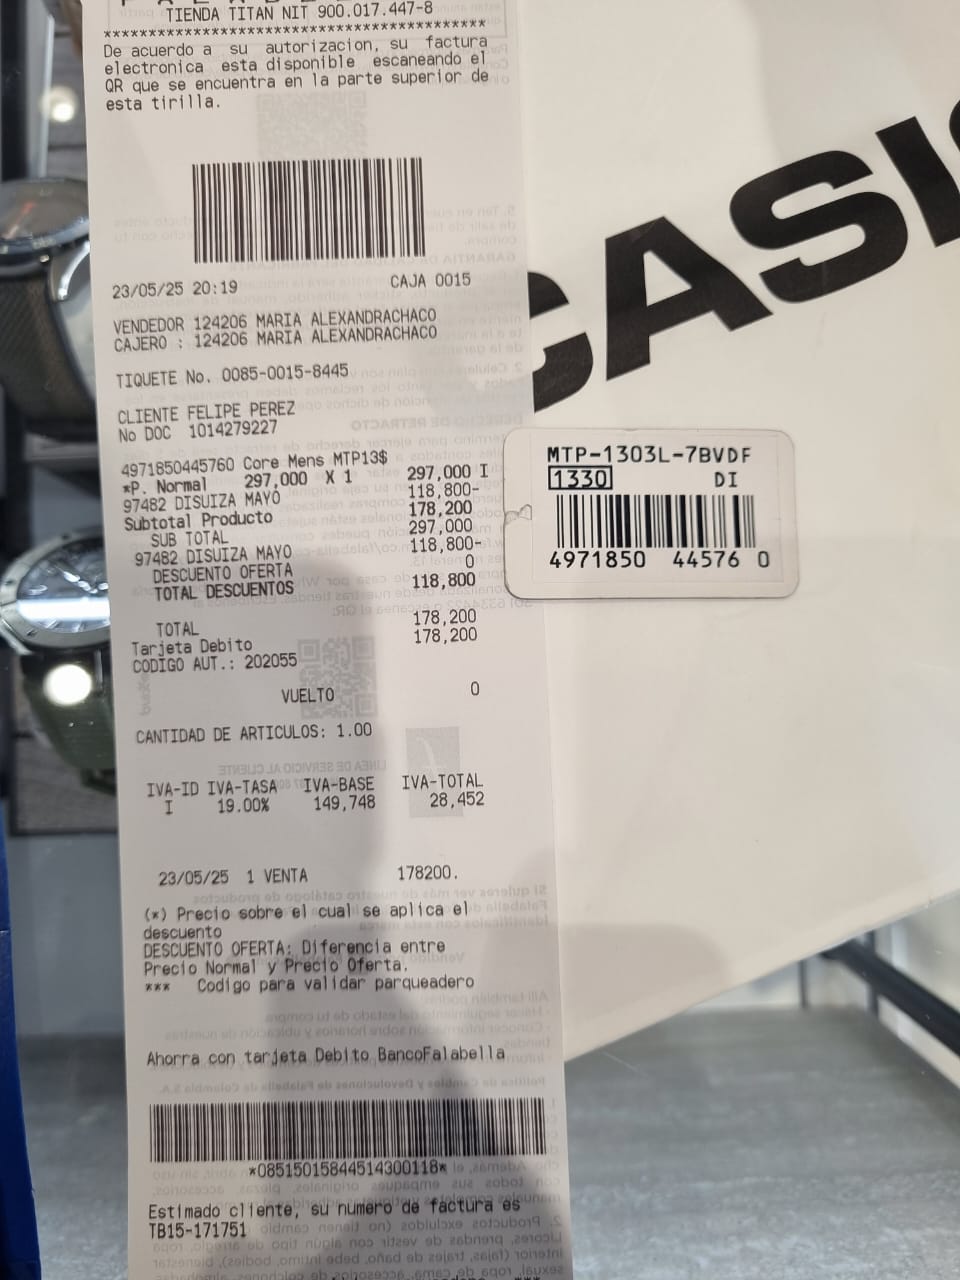 TIENDA TITAN NIT 900.017.447-8
******************************************
De acuerdo a su autorizacion, su factura
electronica esta disponible escaneando el
QR que se encuentra en la parte superior de
esta tirilla.
23/05/25 20:19 CAJA 0015
VENDEDOR 124206 MARIA ALEXANDRACHACO
CAJERO : 124206 MARIA ALEXANDRACHACO
TIQUETE No. 0085-0015-8445
CLIENTE FELIPE PEREZ
No DOC 1014279227
4971850445760 Core Mens MTP13$
*P. Normal 297,000 X 1 297,000 I
97482 DISUIZA MAYO 118,800-
Subtotal Producto 178,200
SUB TOTAL 297,000
97482 DISUIZA MAYO 118,800-
DESCUENTO OFERTA 0
TOTAL DESCUENTOS 118,800
TOTAL 178,200
Tarjeta Debito 178,200
CODIGO AUT.: 202055
VUELTO 0
CANTIDAD DE ARTICULOS: 1.00
IVA-ID IVA-TASA IVA-BASE IVA-TOTAL
I 19.00% 149,748 28,452
23/05/25 1 VENTA 178200.
(*) Precio sobre el cual se aplica el
descuento
DESCUENTO OFERTA: Diferencia entre
Precio Normal y Precio Oferta.
*** Codigo para validar parqueadero
Ahorra con tarjeta Debito BancoFalabella
*08515015844514300118*
Estimado cliente, su numero de factura es
TB15-171751
CASIO
MTP-1303L-7BVDF
1330 DI
4971850 44576 0